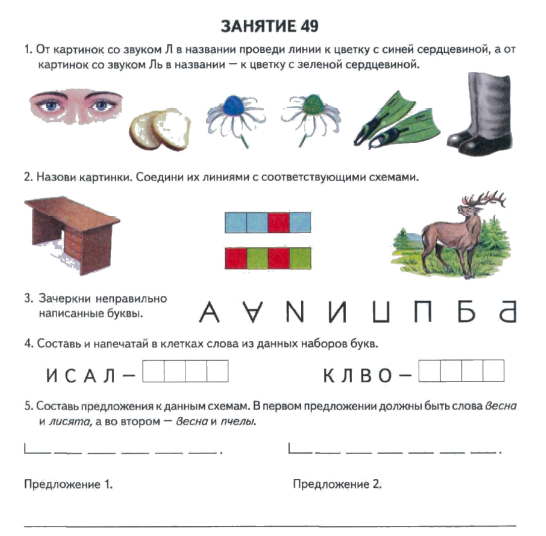 ЗАНЯТИЕ 49
1. От картинок со звуком Л в названии проведи линии к цветку с синей сердцевиной, а от
картинок со звуком Ль в названии — к цветку с зеленой сердцевиной.
2. Назови картинки. Соедини их линиями с соответствующими схемами.
3. Зачеркни неправильно
написанные буквы.
А ∀ N И ⊔ П Б
4. Составь и напечатай в клетках слова из данных наборов букв.
ИСАЛ –
КЛВО –
5. Составь предложения к данным схемам. В первом предложении должны быть слова весна
и лисята, а во втором — весна и пчелы.
Предложение 1.
Предложение 2.